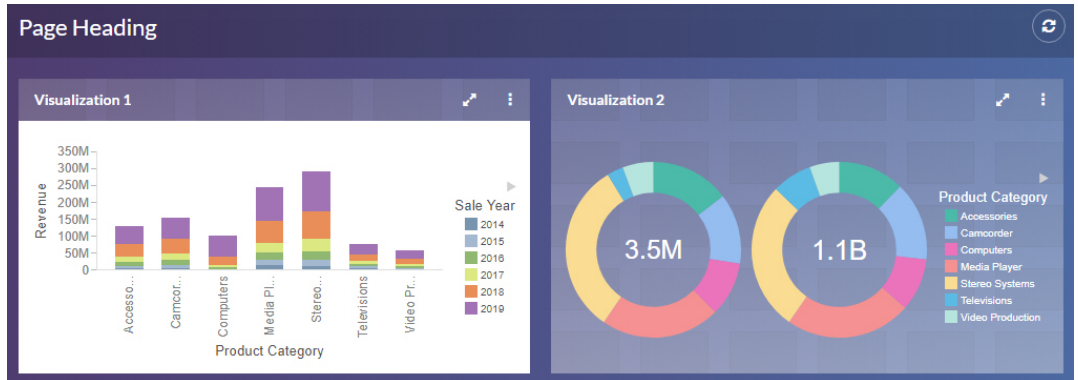 Page Heading
Visualization 1
350M
300M
250M
200M
150M
100M
50M
0
Revenue
Accesso...
Camcor...
Computers
Media Pl...
Stereo...
Televisions
Video Pr...
Product Category
Sale Year
2014
2015
2016
2017
2018
2019
Visualization 2
3.5M
1.1B
Product Category
Accessories
Camcorder
Computers
Media Player
Stereo Systems
Televisions
Video Production